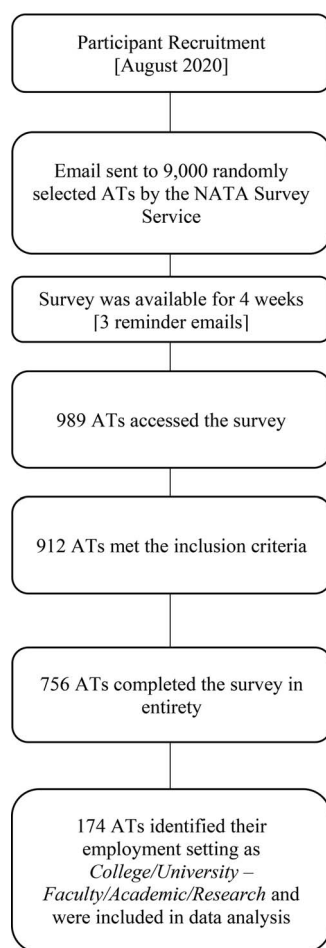 Participant Recruitment
[August 2020]
Email sent to 9,000 randomly
selected ATs by the NATA Survey
Service
Survey was available for 4 weeks
[3 reminder emails]
989 ATs accessed the survey
912 ATs met the inclusion criteria
756 ATs completed the survey in
entirety
174 ATs identified their
employment setting as
College/University –
Faculty/Academic/Research and
were included in data analysis